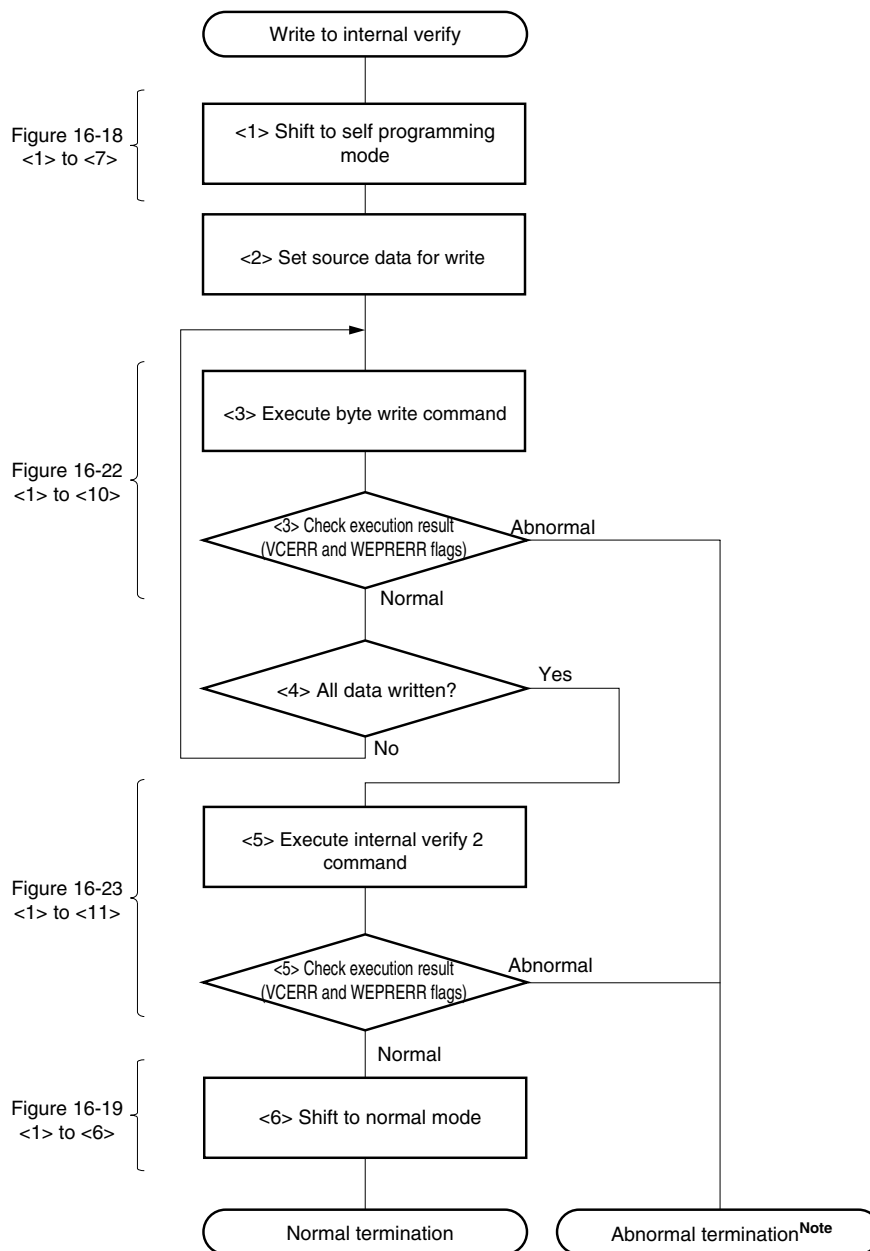 Write to internal verify
Figure 16-18
<1> to <7>
<1> Shift to self programming
mode
<2> Set source data for write
Figure 16-22
<1> to <10>
<3> Execute byte write command
<3> Check execution result
(VCERR and WEPRERR flags)
Abnormal
Normal
<4> All data written?
Yes
No
Figure 16-23
<1> to <11>
<5> Execute internal verify 2
command
<5> Check execution result
(VCERR and WEPRERR flags)
Abnormal
Normal
Figure 16-19
<1> to <6>
<6> Shift to normal mode
Normal termination
Abnormal terminationNote